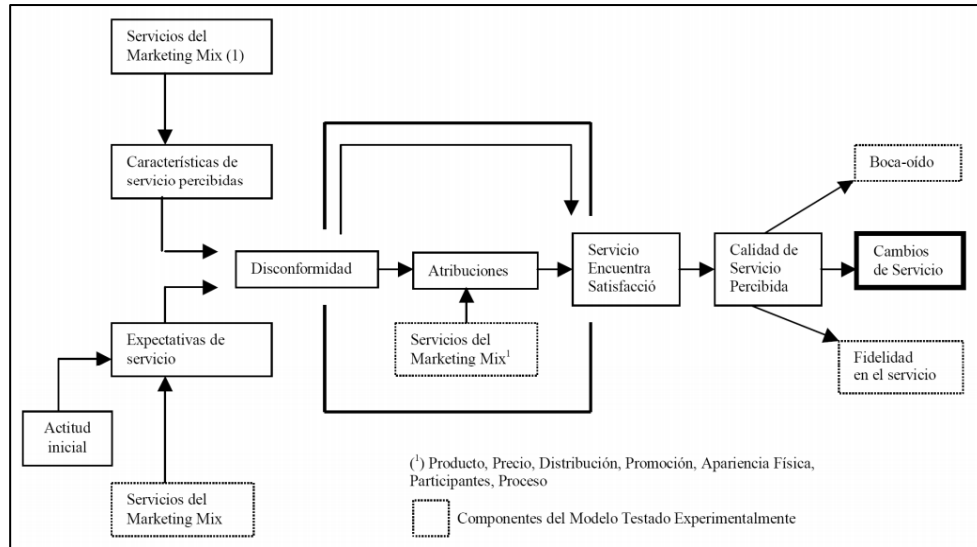 Servicios del
Marketing Mix (1)
Características de
servicio percibidas
Boca-oído
Disconformidad
Atribuciones
Servicio
Encuentra
Satisfacció
Calidad de
Servicio
Percibida
Cambios
de Servicio
Servicios del
Marketing Mix¹
Expectativas de
servicio
Fidelidad
en el servicio
Actitud
inicial
Servicios del
Marketing Mix
(¹) Producto, Precio, Distribución, Promoción, Apariencia Física,
Participantes, Proceso
Componentes del Modelo Testado Experimentalmente